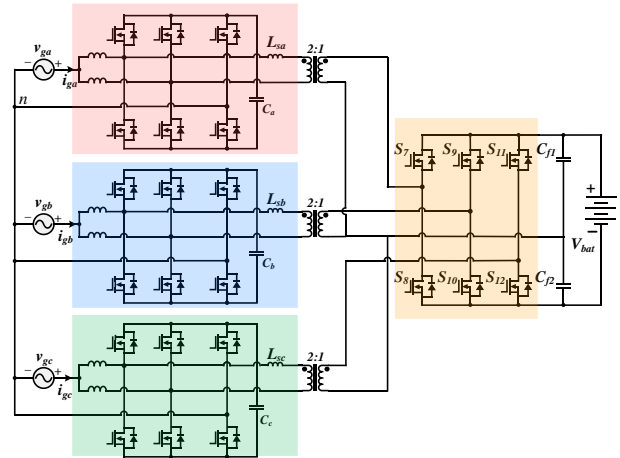 L_sa
2:1
v_ga
− +
i_ga
n
C_a
S_7 S_9 S_11 C_f1
L_sb
2:1
v_gb
− +
i_gb
C_b
+
V_bat
−
S_8 S_10 S_12 C_f2
L_sc
2:1
v_gc
− +
i_gc
C_c